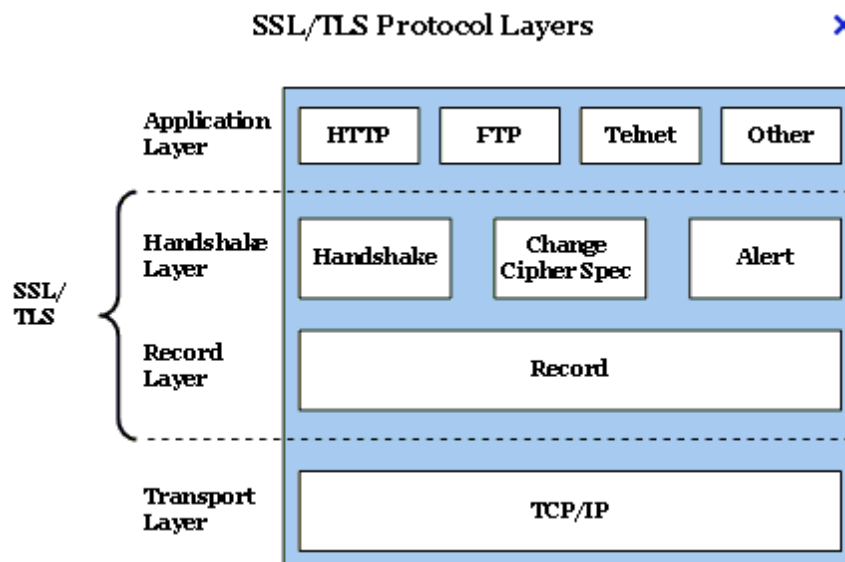 SSL/TLS Protocol Layers
Application
Layer
HTTP
FTP
Telnet
Other
SSL/
TLS
Handshake
Layer
Handshake
Change
Cipher Spec
Alert
Record
Layer
Record
Transport
Layer
TCP/IP